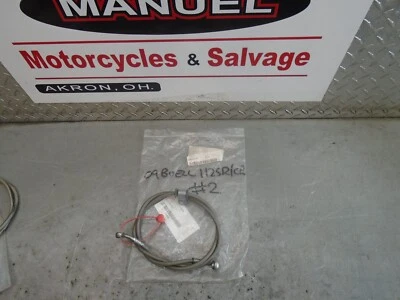 MANUEL
Motorcycles & Salvage
AKRON, OH.
09 Buell 1125R/CR
#2